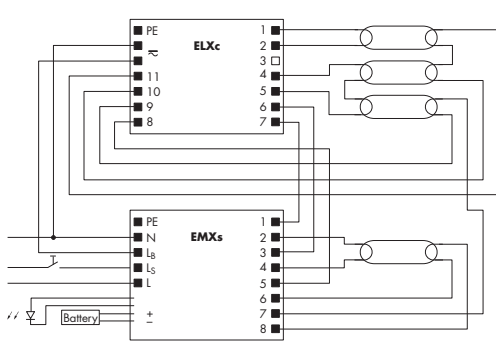 PE ELXc 1
2
3
11 4
10 5
9 6
8 7
PE 1
N EMXs 2
LB 3
LS 4
L 5
6
+ 7
Battery
− 8